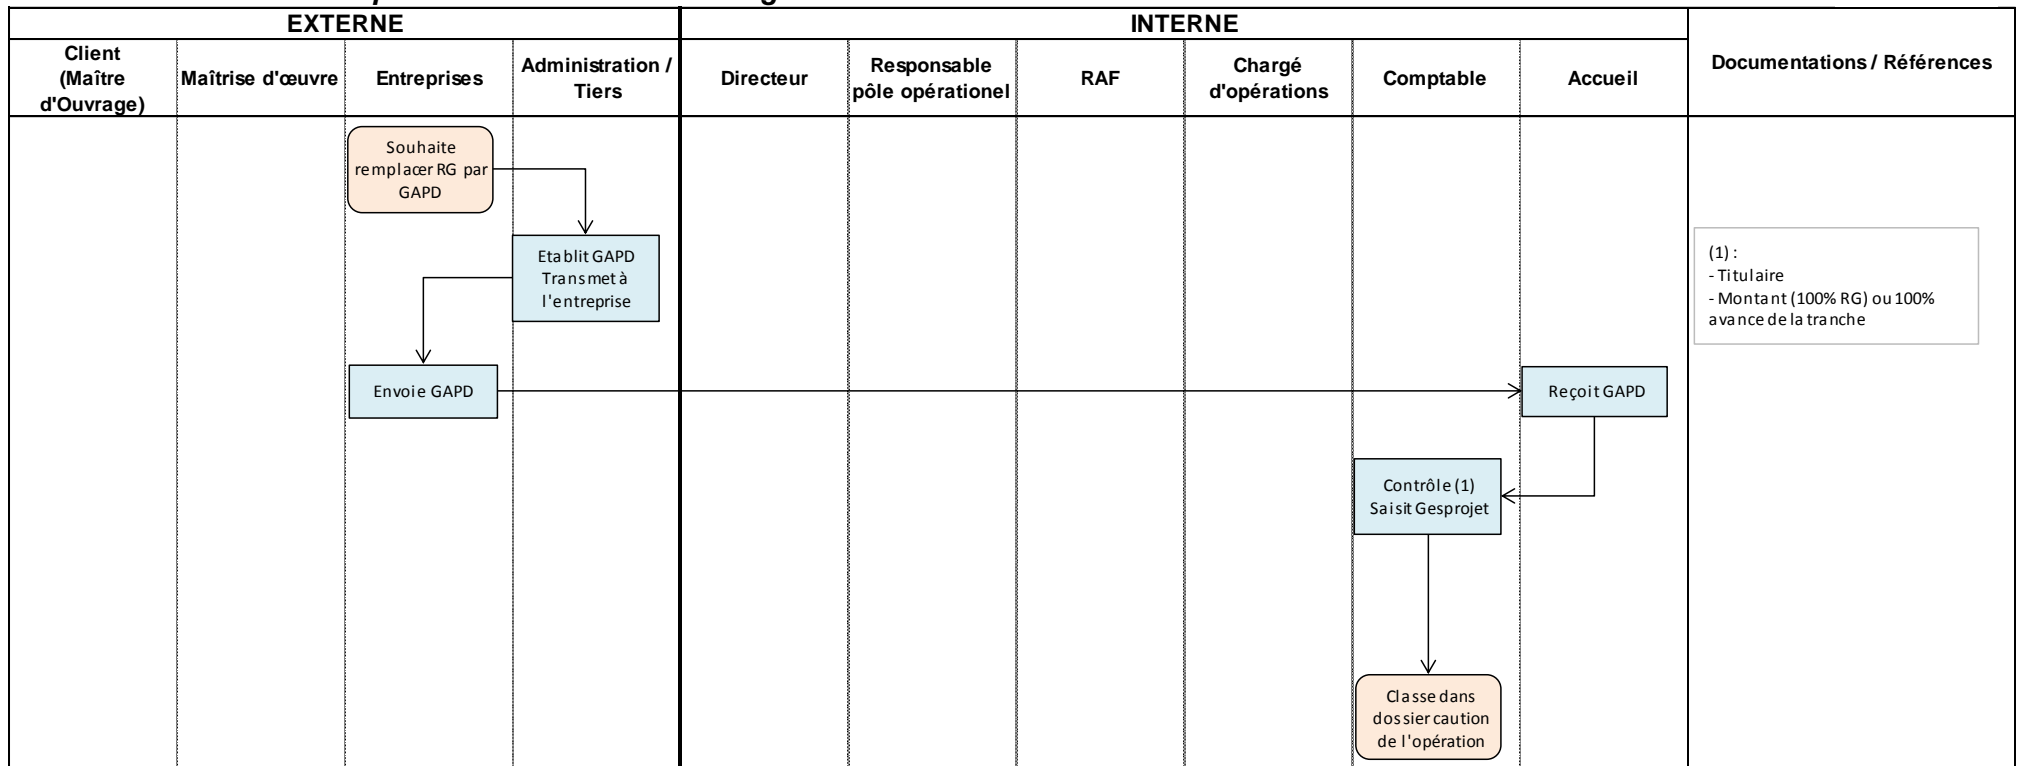 EXTERNE
INTERNE
Documentations / Références
Client
(Maître
d'Ouvrage)
Maîtrise d'œuvre
Entreprises
Administration /
Tiers
Directeur
Responsable
pôle opérationel
RAF
Chargé
d'opérations
Comptable
Accueil
Souhaite
remplacer RG par
GAPD
Etablit GAPD
Transmet à
l'entreprise
(1) :
- Titulaire
- Montant (100% RG) ou 100%
avance de la tranche
Envoie GAPD
Reçoit GAPD
Contrôle (1)
Saisit Gesprojet
Classe dans
dossier caution
de l'opération